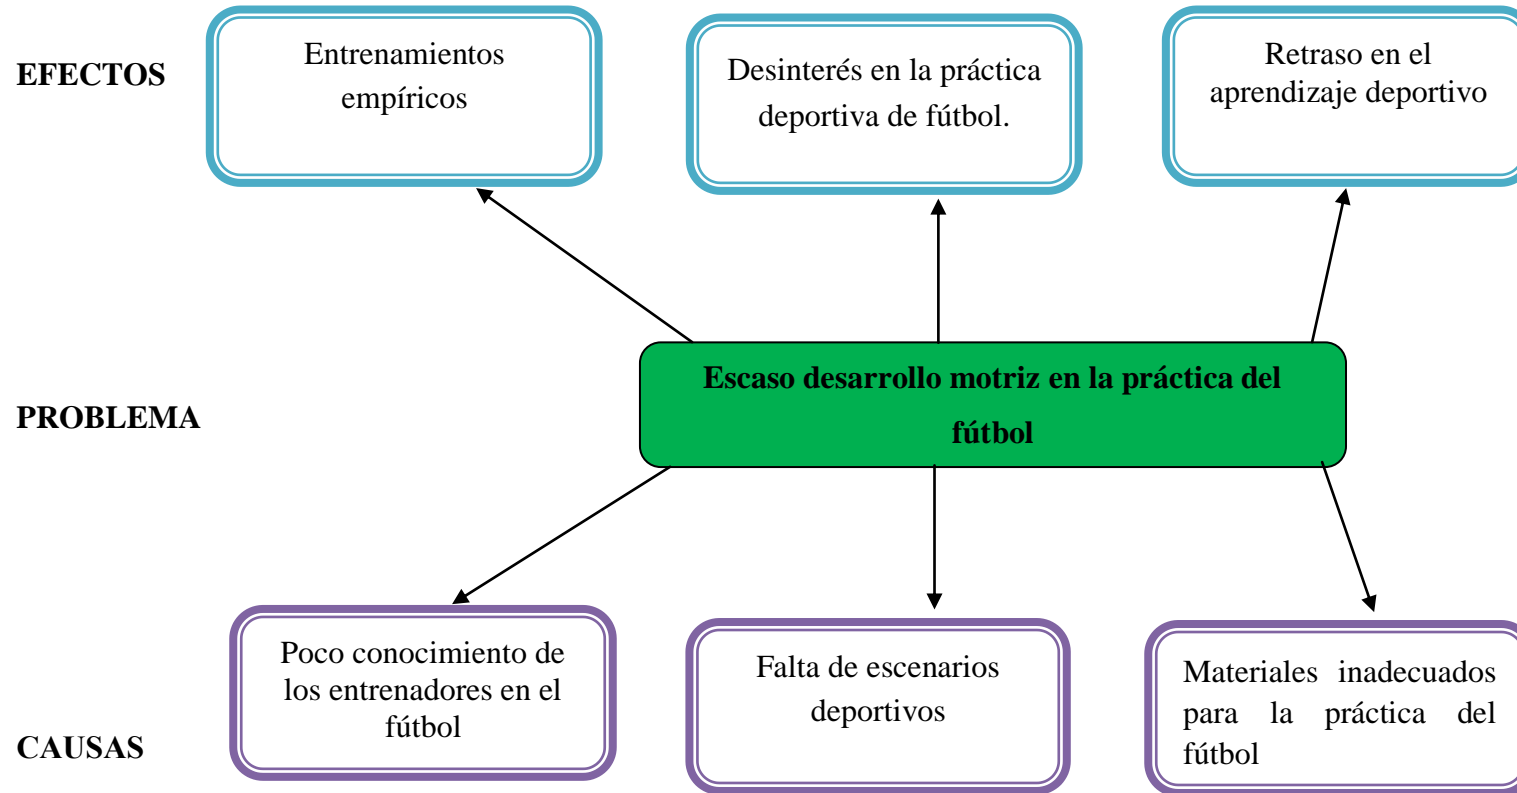 EFECTOS
Entrenamientos
empíricos
Desinterés en la práctica
deportiva de fútbol.
Retraso en el
aprendizaje deportivo
PROBLEMA
Escaso desarrollo motriz en la práctica del
fútbol
CAUSAS
Poco conocimiento de
los entrenadores en el
fútbol
Falta de escenarios
deportivos
Materiales inadecuados
para la práctica del
fútbol